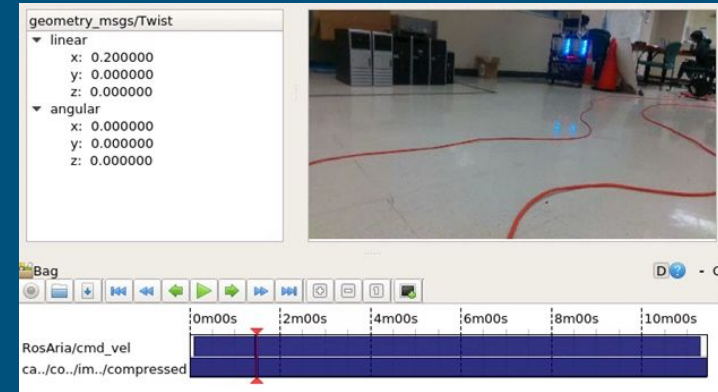 geometry_msgs/Twist
linear
x: 0.200000
y: 0.000000
z: 0.000000
angular
x: 0.000000
y: 0.000000
z: 0.000000
Bag
D
0m00s 2m00s 4m00s 6m00s 8m00s 10m00s
RosAria/cmd_vel
ca../co../im../compressed